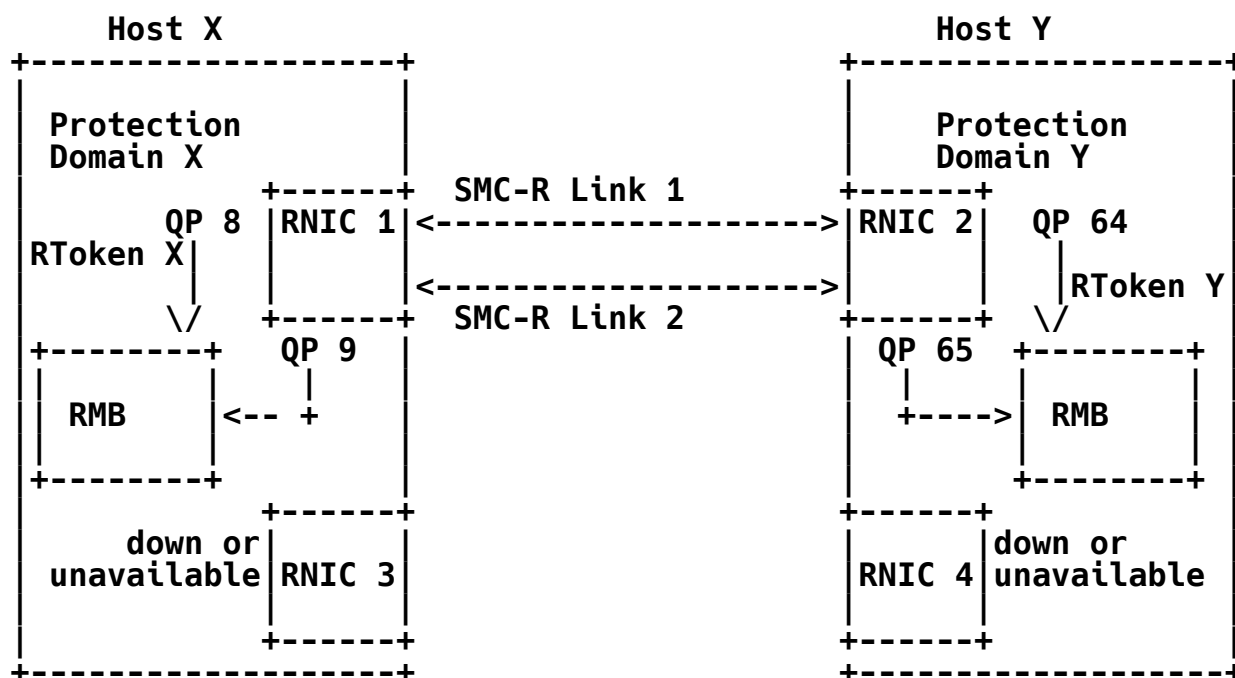 Host X Host Y
Protection Protection
Domain X Domain Y
SMC-R Link 1
QP 8 RNIC 1 RNIC 2 QP 64
RToken X
RToken Y
SMC-R Link 2
QP 9 QP 65
RMB RMB
down or down or
unavailable RNIC 3 RNIC 4 unavailable